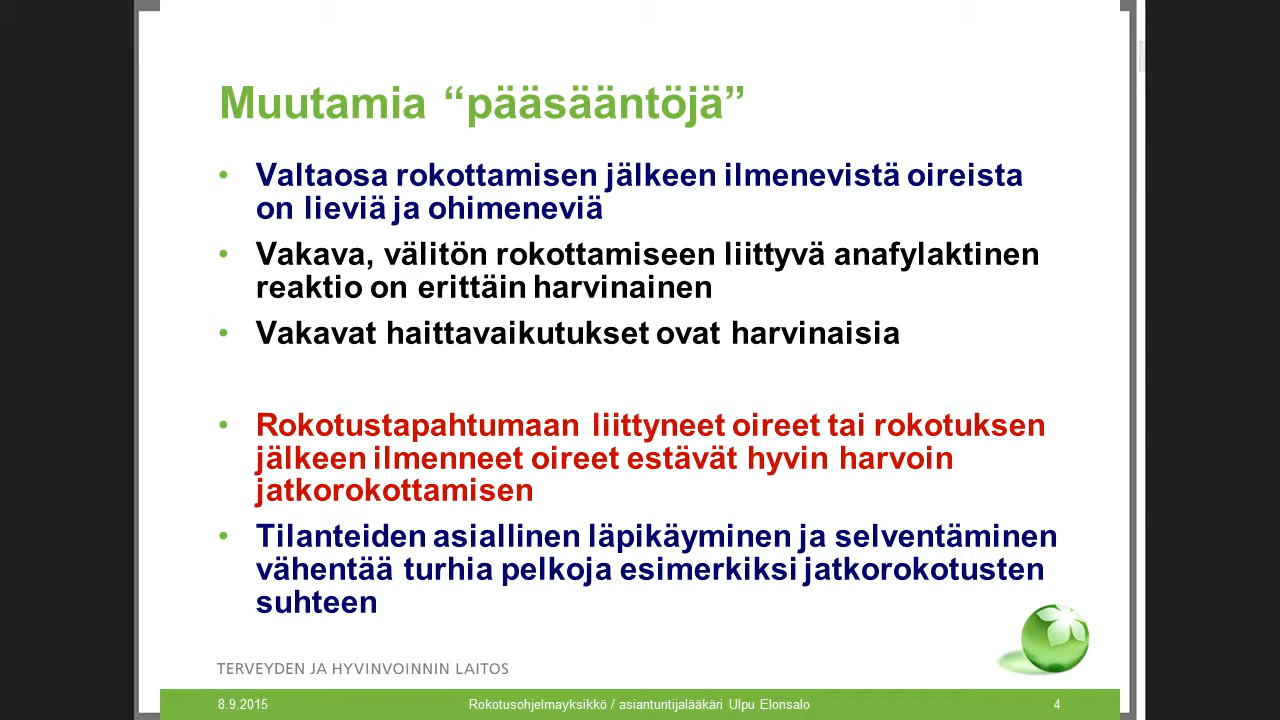 Muutamia “pääsääntöjä”
• Valtaosa rokottamisen jälkeen ilmenevistä oireista
on lieviä ja ohimeneviä
• Vakava, välitön rokottamiseen liittyvä anafylaktinen
reaktio on erittäin harvinainen
• Vakavat haittavaikutukset ovat harvinaisia
• Rokotustapahtumaan liittyneet oireet tai rokotuksen
jälkeen ilmenneet oireet estävät hyvin harvoin
jatkorokottamisen
• Tilanteiden asiallinen läpikäyminen ja selventäminen
vähentää turhia pelkoja esimerkiksi jatkorokotusten
suhteen
TERVEYDEN JA HYVINVOINNIN LAITOS
8.9.2015 Rokotusohjelmayksikkö / asiantuntijalääkäri Ulpu Elonsalo 4